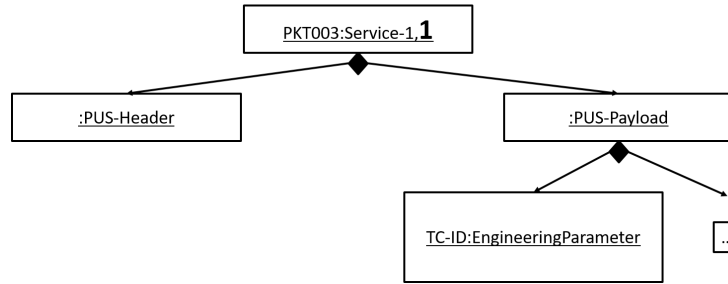 PKT003:Service-1,1
:PUS-Header
:PUS-Payload
TC-ID:EngineeringParameter
..